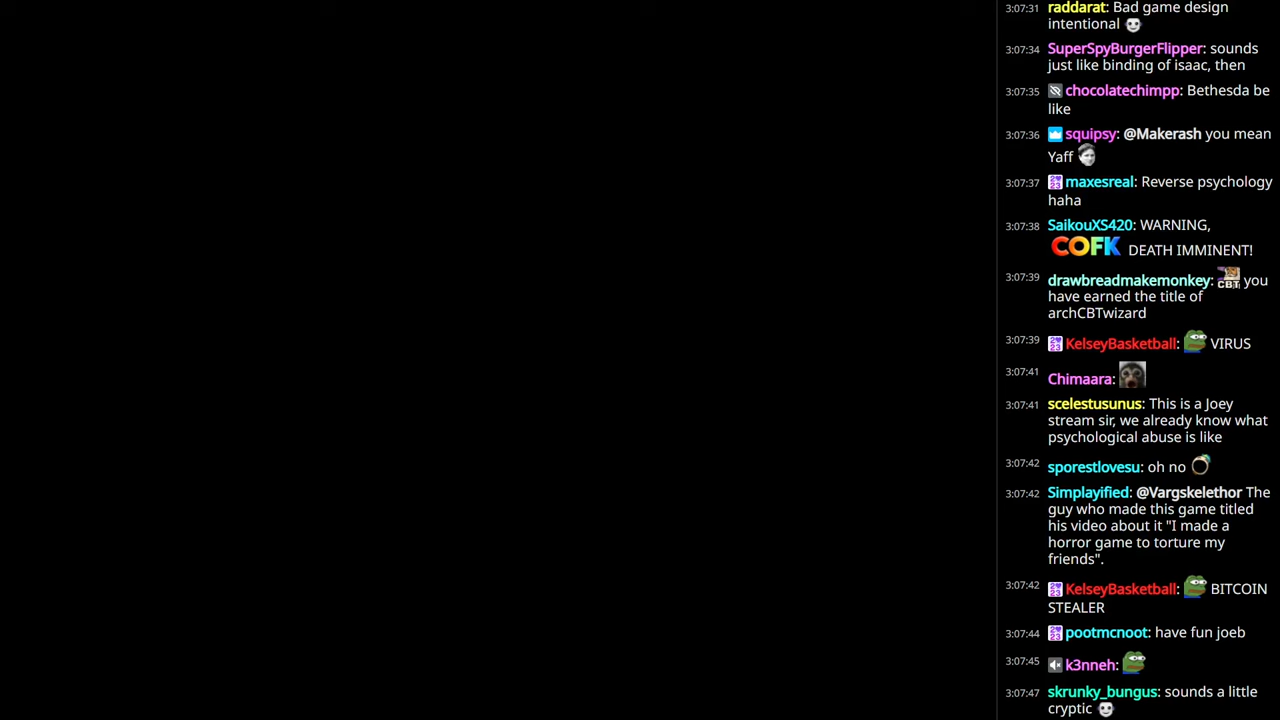 3:07:31 raddarat: Bad game design
intentional
3:07:34 SuperSpyBurgerFlipper: sounds
just like binding of isaac, then
3:07:35 chocolatechimpp: Bethesda be
like
3:07:36 squipsy: @Makerash you mean
Yaff
3:07:37 maxesreal: Reverse psychology
haha
3:07:38 SaikouXS420: WARNING,
COFK DEATH IMMINENT!
3:07:39 drawbreadmakemonkey: CBT you
have earned the title of
archCBTwizard
3:07:39 KelseyBasketball: VIRUS
3:07:41 Chimaara:
3:07:41 scelestusunus: This is a Joey
stream sir, we already know what
psychological abuse is like
3:07:42 sporestlovesu: oh no
3:07:42 Simplayified: @Vargskelethor The
guy who made this game titled
his video about it "I made a
horror game to torture my
friends".
3:07:42 KelseyBasketball: BITCOIN
STEALER
3:07:44 pootmcnoot: have fun joeb
3:07:45 k3nneh:
3:07:47 skrunky_bungus: sounds a little
cryptic